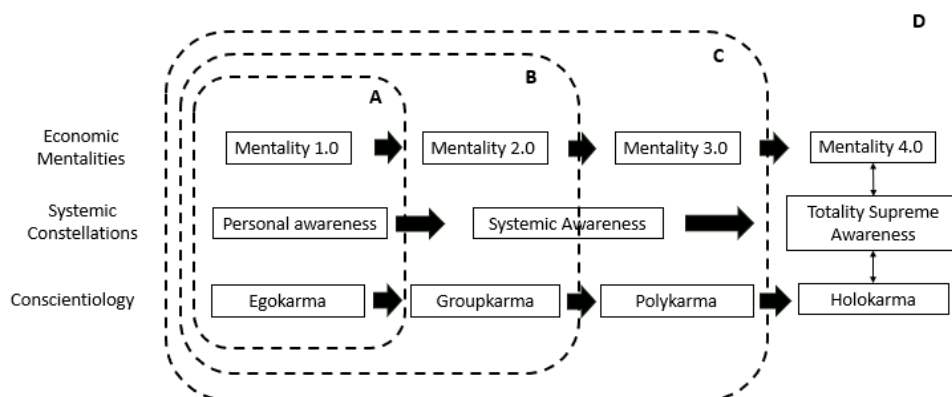 D
C
B
A
Economic
Mentalities
Mentality 1.0
Mentality 2.0
Mentality 3.0
Mentality 4.0
Systemic
Constellations
Personal awareness
Systemic Awareness
Totality Supreme
Awareness
Conscientiology
Egokarma
Groupkarma
Polykarma
Holokarma